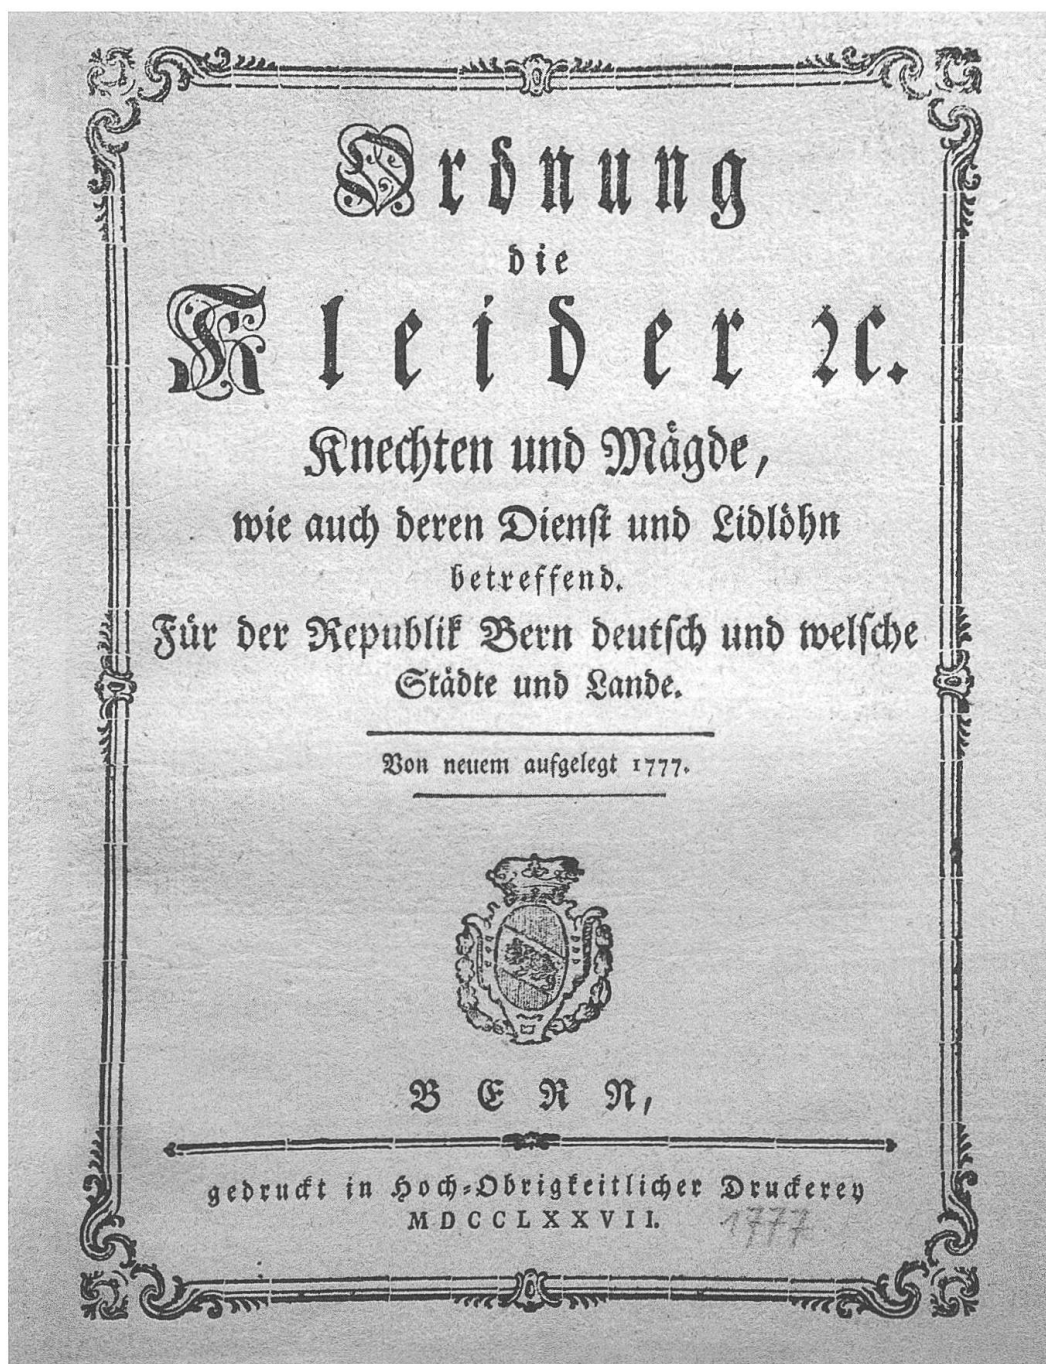 Ordnung
die
Kleider ꝛc.
Knechten und Mägde,
wie auch deren Dienst und Lidlöhn
betreffend.
Für der Republik Bern deutsch und welsche
Städte und Lande.
Von neuem aufgelegt 1777.
BERN,
gedruckt in Hoch-Obrigkeitlicher Druckerey
MDCCLXXVII. 1777